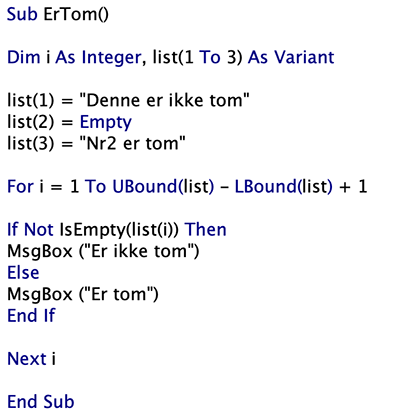 Sub ErTom()
Dim i As Integer, list(1 To 3) As Variant
list(1) = "Denne er ikke tom"
list(2) = Empty
list(3) = "Nr2 er tom"
For i = 1 To UBound(list) - LBound(list) + 1
If Not IsEmpty(list(i)) Then
MsgBox ("Er ikke tom")
Else
MsgBox ("Er tom")
End If
Next i
End Sub